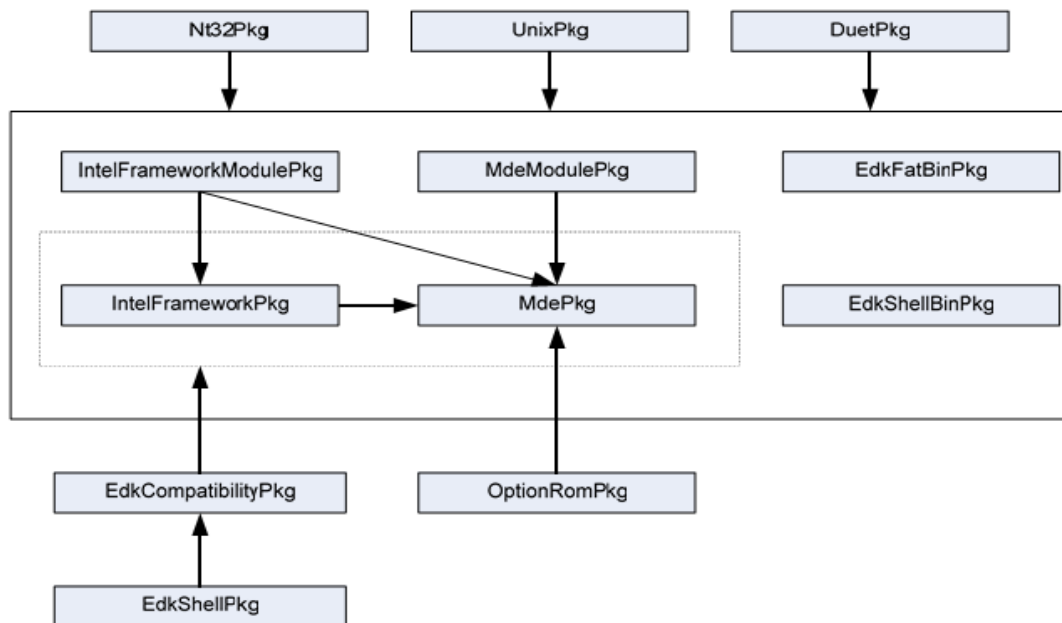 Nt32Pkg
UnixPkg
DuetPkg
IntelFrameworkModulePkg
MdeModulePkg
EdkFatBinPkg
IntelFrameworkPkg
MdePkg
EdkShellBinPkg
EdkCompatibilityPkg
OptionRomPkg
EdkShellPkg